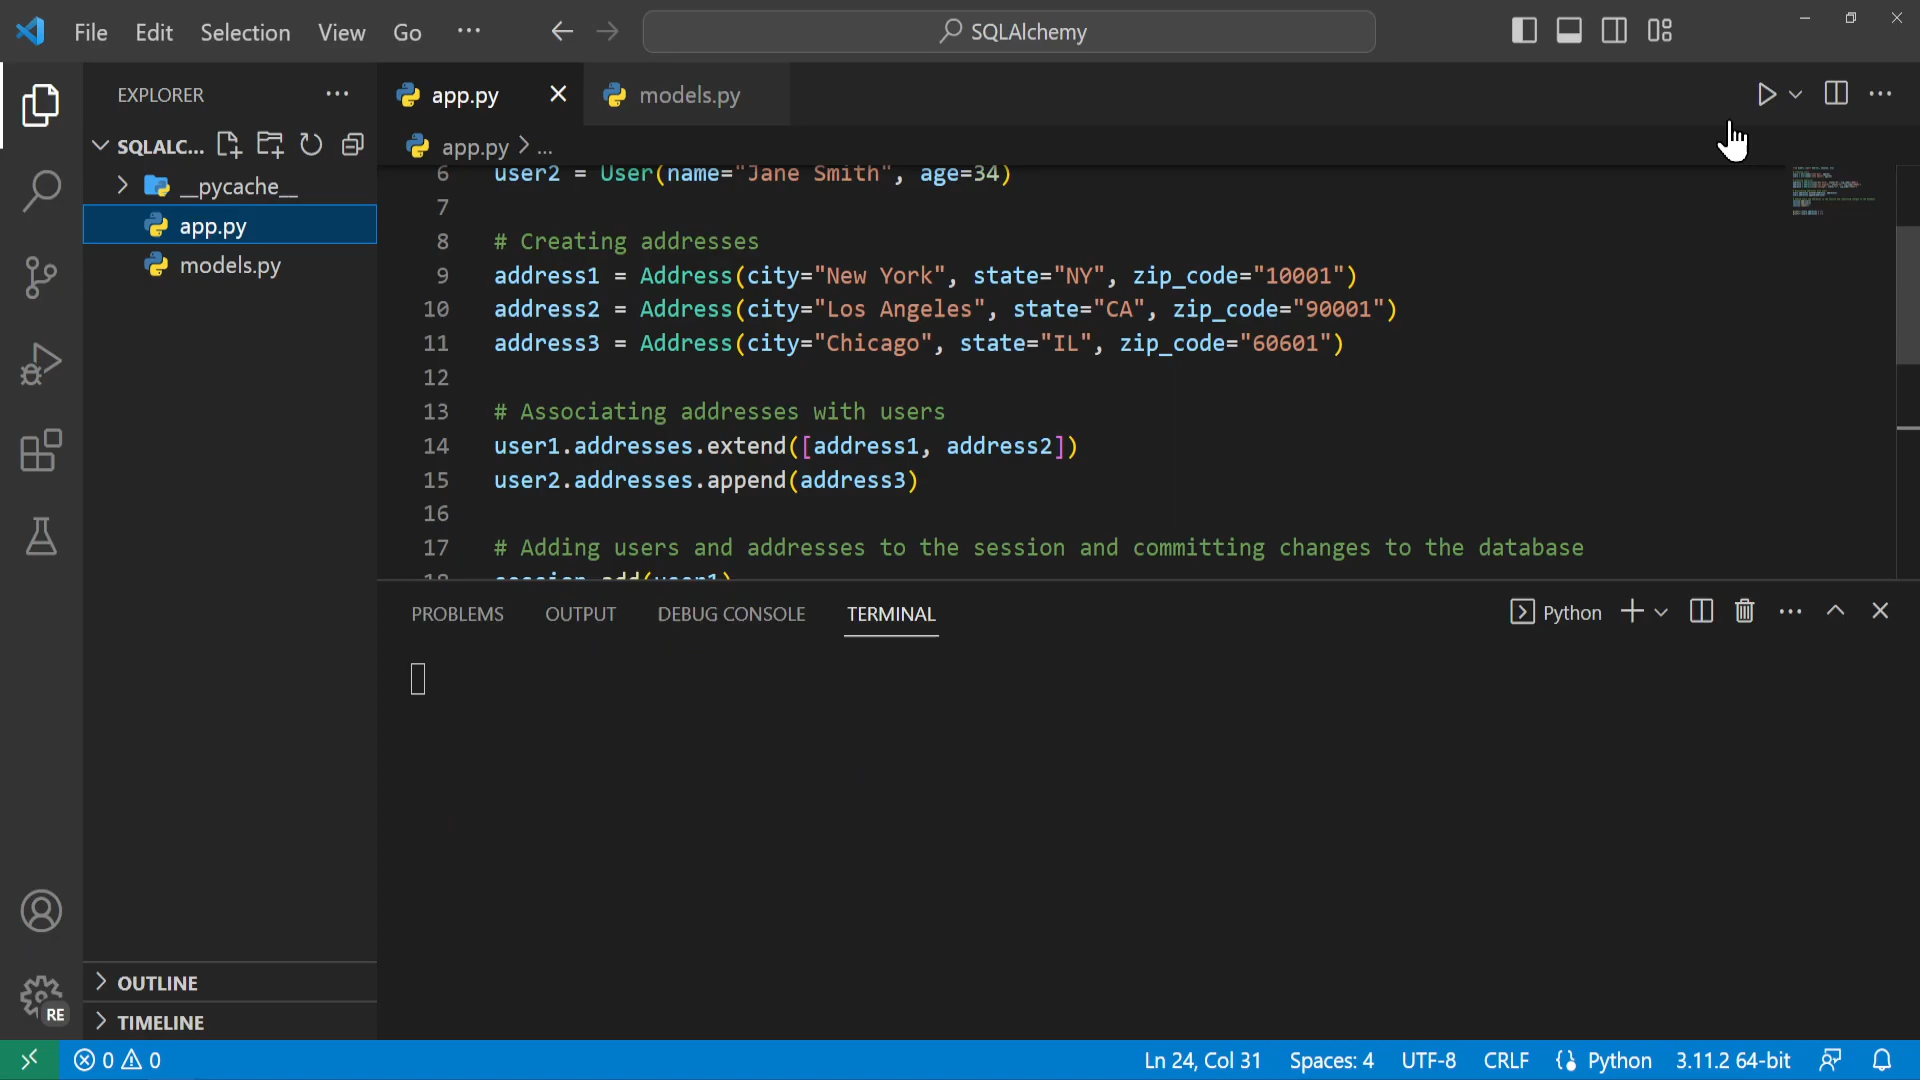 File Edit Selection View Go ...
SQLAlchemy
EXPLORER
SQLALC...
__pycache__
app.py
models.py
app.py
models.py
app.py > ...
6 user2 = User(name="Jane Smith", age=34)
7
8 # Creating addresses
9 address1 = Address(city="New York", state="NY", zip_code="10001")
10 address2 = Address(city="Los Angeles", state="CA", zip_code="90001")
11 address3 = Address(city="Chicago", state="IL", zip_code="60601")
12
13 # Associating addresses with users
14 user1.addresses.extend([address1, address2])
15 user2.addresses.append(address3)
16
17 # Adding users and addresses to the session and committing changes to the database
18 session.add(user1)
PROBLEMS OUTPUT DEBUG CONSOLE TERMINAL
Python
OUTLINE
TIMELINE
RE
0 0
Ln 24, Col 31 Spaces: 4 UTF-8 CRLF Python 3.11.2 64-bit